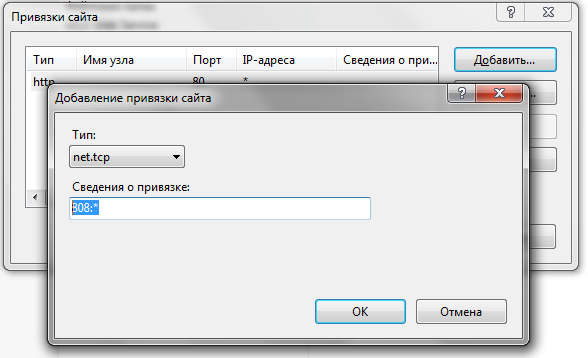 Привязки сайта
Тип Имя узла Порт IP-адреса Сведения о при...
Добавить...
http 80 *
Добавление привязки сайта
Тип:
net.tcp
Сведения о привязке:
808:*
OK Отмена